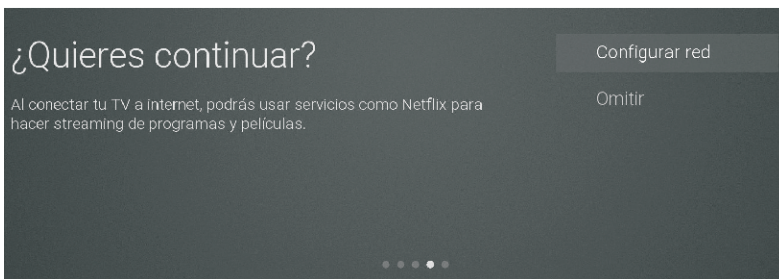 ¿Quieres continuar?
Al conectar tu TV a internet, podrás usar servicios como Netflix para
hacer streaming de programas y películas.
Configurar red
Omitir